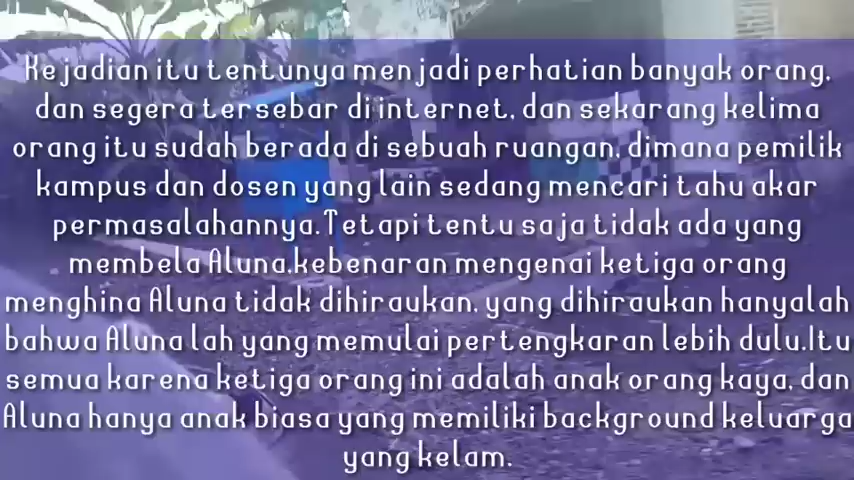 Kejadian itu tentunya menjadi perhatian banyak orang,
dan segera tersebar di internet, dan sekarang kelima
orang itu sudah berada di sebuah ruangan, dimana pemilik
kampus dan dosen yang lain sedang mencari tahu akar
permasalahannya.Tetapi tentu saja tidak ada yang
membela Aluna,kebenaran mengenai ketiga orang
menghina Aluna tidak dihiraukan, yang dihiraukan hanyalah
bahwa Aluna lah yang memulai pertengkaran lebih dulu.Itu
semua karena ketiga orang ini adalah anak orang kaya, dan
Aluna hanya anak biasa yang memiliki background keluarga
yang kelam.